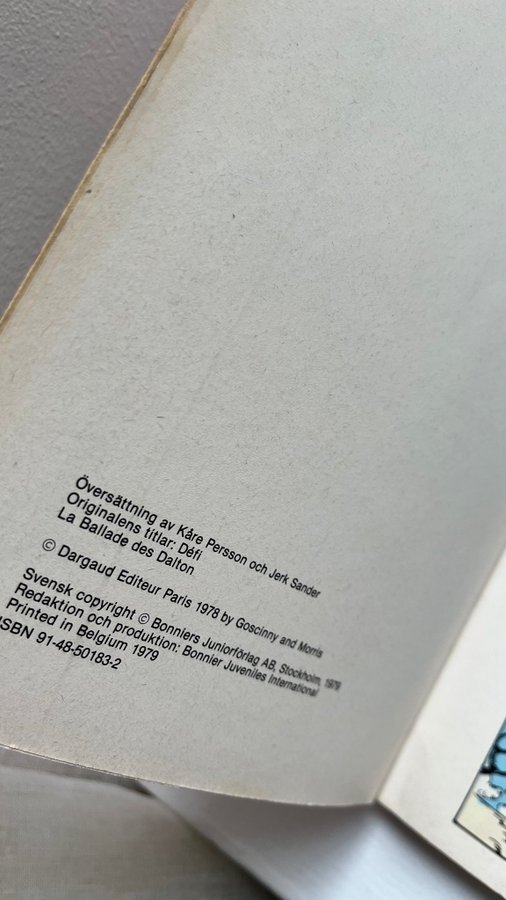 Översättning av Kåre Persson och Jerk Sander
Originalens titlar: Défi
La Ballade des Dalton
© Dargaud Editeur Paris 1978 by Goscinny and Morris
Svensk copyright © Bonniers Juniorförlag AB, Stockholm, 1979
Redaktion och produktion: Bonnier Juveniles International
Printed in Belgium 1979
ISBN 91-48-50183-2